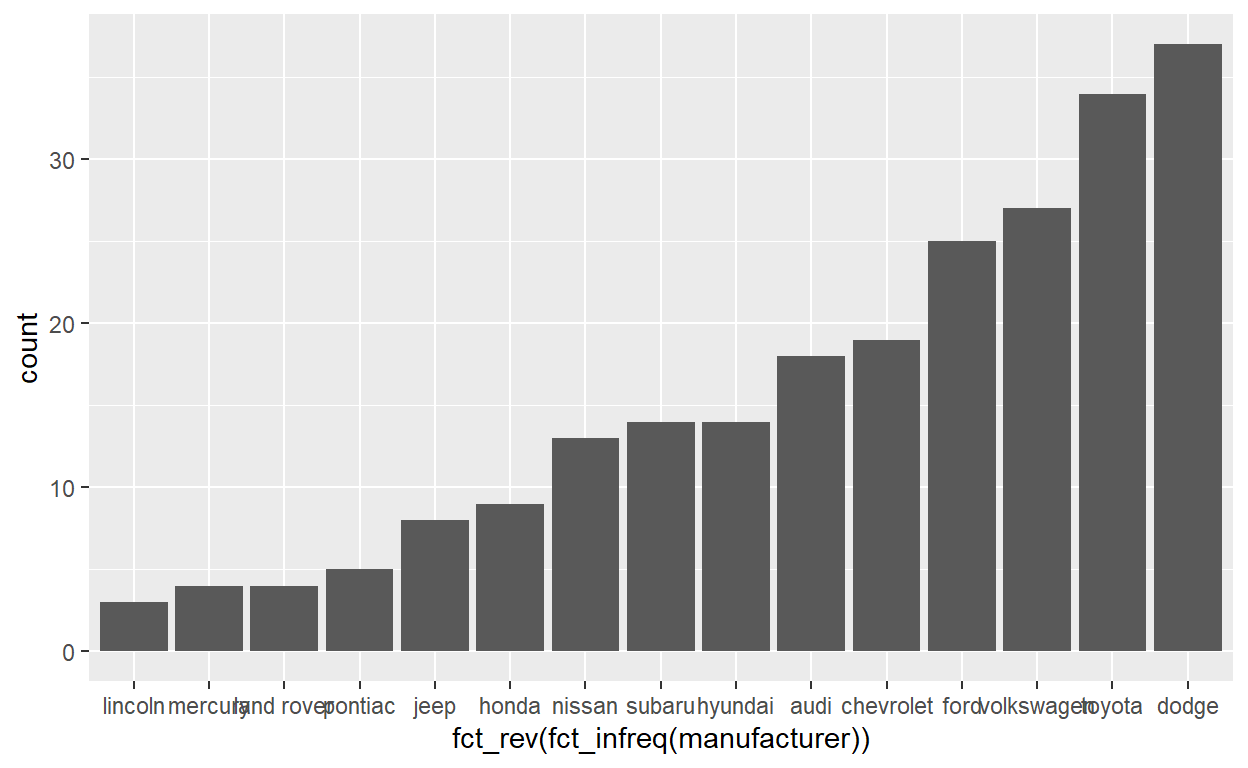 count
30
20
10
0
lincoln mercury land rover pontiac jeep honda nissan subaru hyundai audi chevrolet ford volkswagen toyota dodge
fct_rev(fct_infreq(manufacturer))